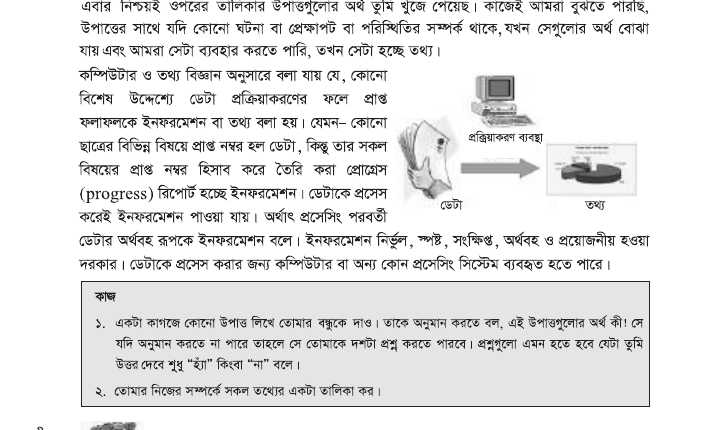 এবার নিশ্চয়ই ওপরের তালিকার উপাত্তগুলোর অর্থ তুমি খুঁজে পেয়েছ। কাজেই আমরা বুঝতে পারছি,
উপাত্তের সাথে যদি কোনো ঘটনা বা প্রেক্ষাপট বা পরিস্থিতির সম্পর্ক থাকে, যখন সেগুলোর অর্থ বোঝা
যায় এবং আমরা সেটা ব্যবহার করতে পারি, তখন সেটা হচ্ছে তথ্য।
কম্পিউটার ও তথ্য বিজ্ঞান অনুসারে বলা যায় যে, কোনো
বিশেষ উদ্দেশ্যে ডেটা প্রক্রিয়াকরণের ফলে প্রাপ্ত
ফলাফলকে ইনফরমেশন বা তথ্য বলা হয়। যেমন– কোনো
ছাত্রের বিভিন্ন বিষয়ে প্রাপ্ত নম্বর হল ডেটা, কিন্তু তার সকল
বিষয়ের প্রাপ্ত নম্বর হিসাব করে তৈরি করা প্রোগ্রেস
(progress) রিপোর্ট হচ্ছে ইনফরমেশন। ডেটাকে প্রসেস
করেই ইনফরমেশন পাওয়া যায়। অর্থাৎ প্রসেসিং পরবর্তী
প্রক্রিয়াকরণ ব্যবস্থা
ডেটা
তথ্য
ডেটার অর্থবহ রূপকে ইনফরমেশন বলে। ইনফরমেশন নির্ভুল, স্পষ্ট, সংক্ষিপ্ত, অর্থবহ ও প্রয়োজনীয় হওয়া
দরকার। ডেটাকে প্রসেস করার জন্য কম্পিউটার বা অন্য কোন প্রসেসিং সিস্টেম ব্যবহৃত হতে পারে।
কাজ
১. একটা কাগজে কোনো উপাত্ত লিখে তোমার বন্ধুকে দাও। তাকে অনুমান করতে বল, এই উপাত্তগুলোর অর্থ কী! সে
যদি অনুমান করতে না পারে তাহলে সে তোমাকে দশটা প্রশ্ন করতে পারবে। প্রশ্নগুলো এমন হতে হবে যেটা তুমি
উত্তর দেবে শুধু “হ্যাঁ” কিংবা “না” বলে।
২. তোমার নিজের সম্পর্কে সকল তথ্যের একটা তালিকা কর।